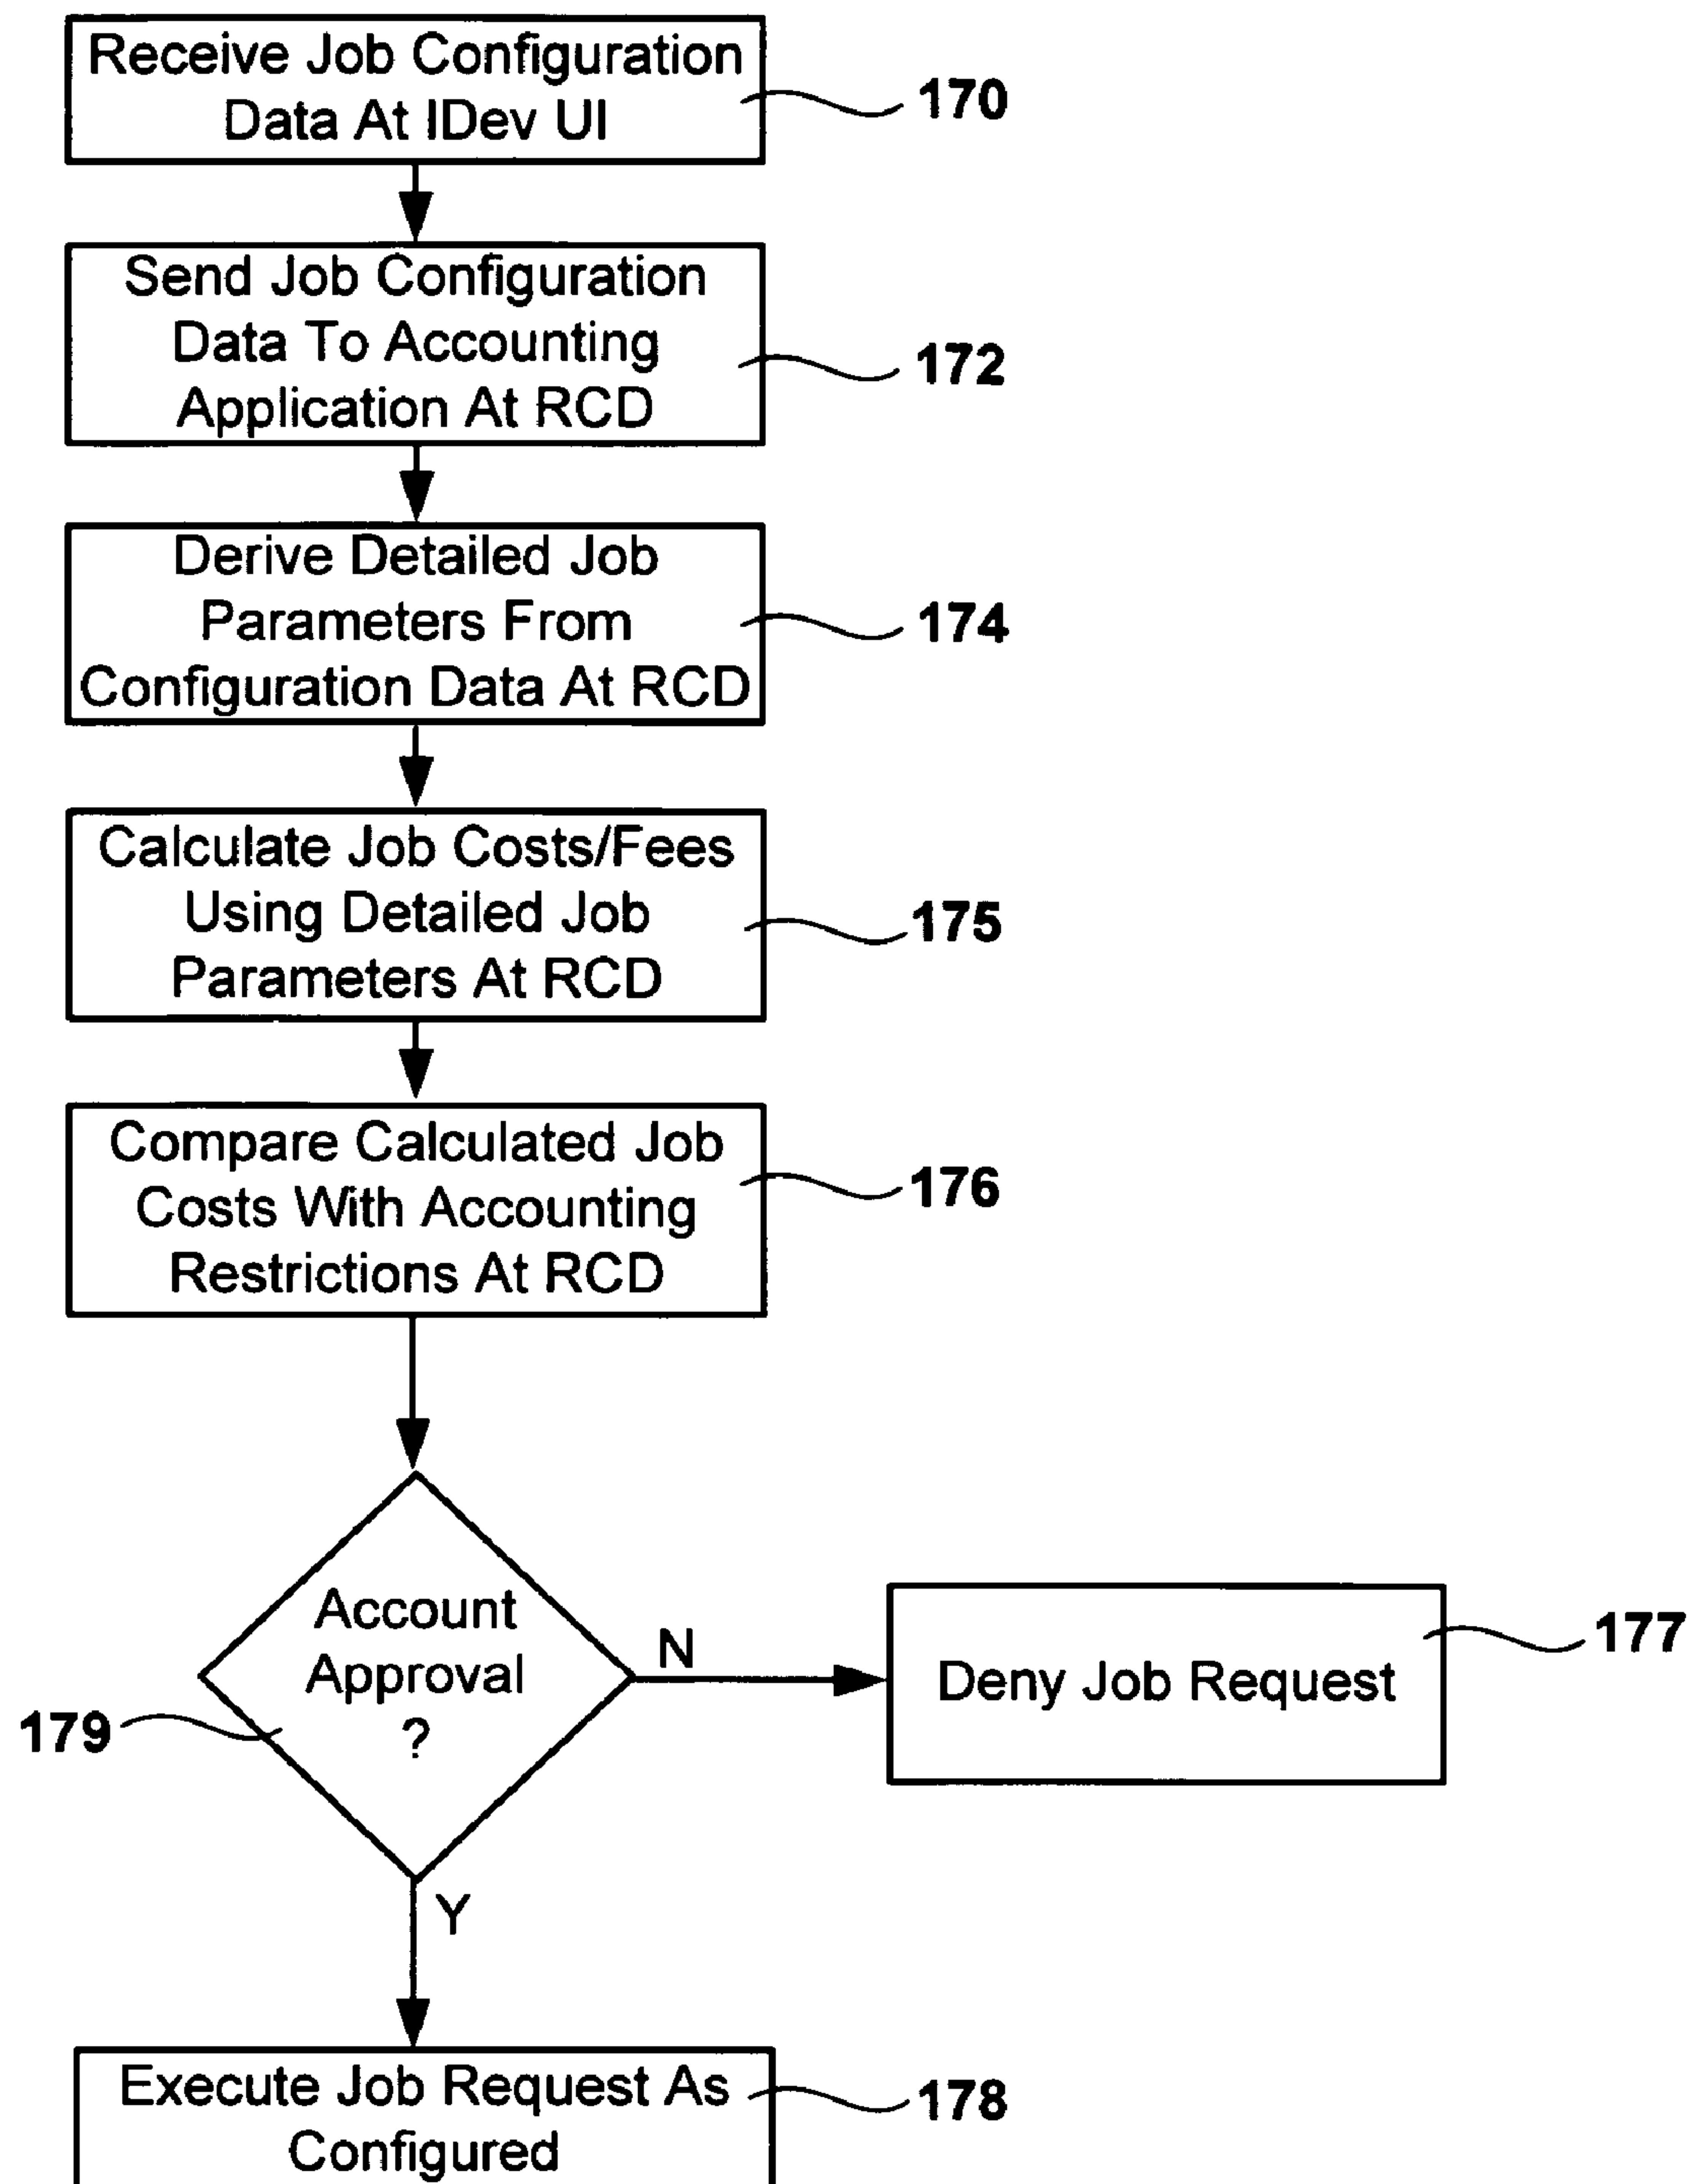 Receive Job Configuration
Data At IDev UI
170
Send Job Configuration
Data To Accounting
Application At RCD
172
Derive Detailed Job
Parameters From
Configuration Data At RCD
174
Calculate Job Costs/Fees
Using Detailed Job
Parameters At RCD
175
Compare Calculated Job
Costs With Accounting
Restrictions At RCD
176
Account
Approval
?
179
N
Deny Job Request
177
Y
Execute Job Request As
Configured
178